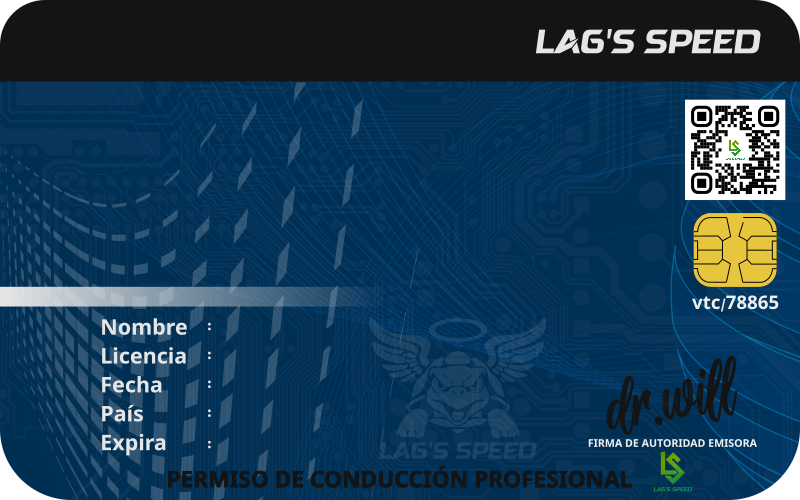 LAG'S SPEED
vtc/78865
Nombre :
Licencia :
Fecha :
País :
Expira :
LAG'S SPEED
dr.will
FIRMA DE AUTORIDAD EMISORA
LS
LAG'S SPEED
PERMISO DE CONDUCCIÓN PROFESIONAL